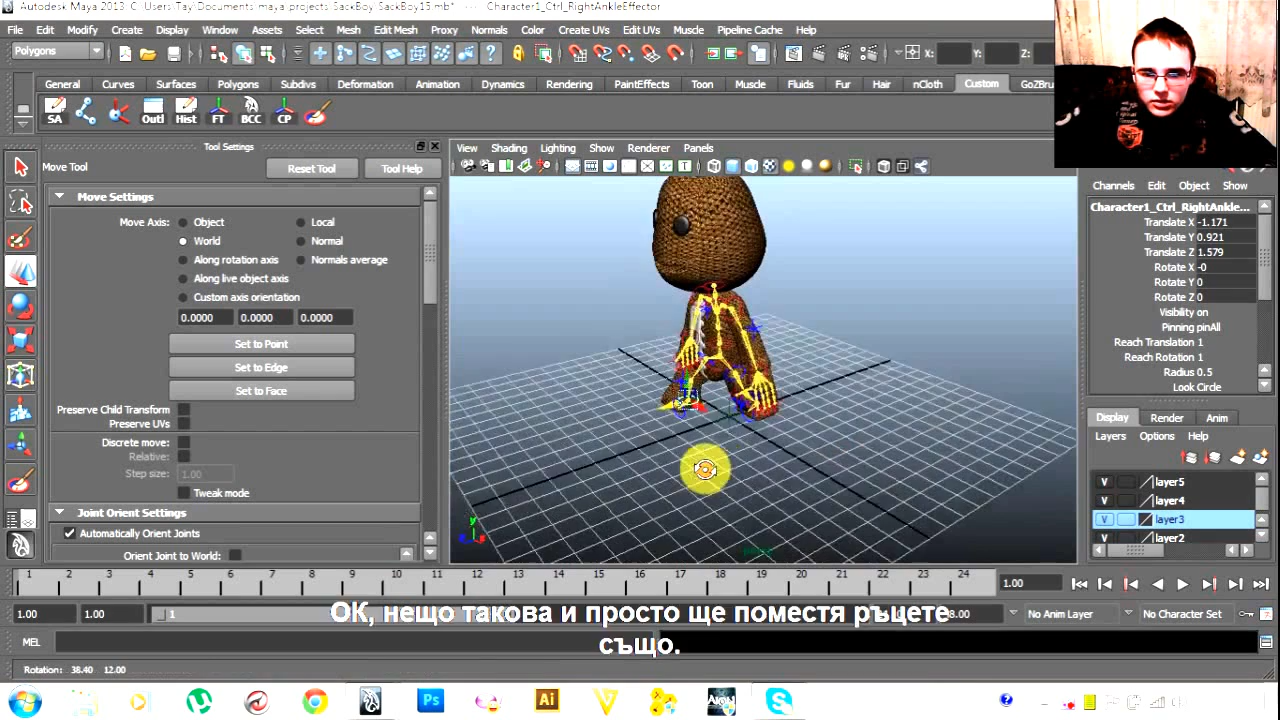 Autodesk Maya 2013: C:\Users\Tay\Documents\maya\projects\SackBoy\SackBoy15.mb* ---- Character1_Ctrl_RightAnkleEffector
File Edit Modify Create Display Window Assets Select Mesh Edit Mesh Proxy Normals Color Create UVs Edit UVs Muscle Pipeline Cache Help
Polygons X: Y: Z:
General Curves Surfaces Polygons Subdivs Deformation Animation Dynamics Rendering PaintEffects Toon Muscle Fluids Fur Hair nCloth Custom GoZBru
SA Outl Hist FT BCC CP
Tool Settings
Move Tool Reset Tool Tool Help
Move Settings
Move Axis: Object Local
World Normal
Along rotation axis Normals average
Along live object axis
Custom axis orientation
0.0000 0.0000 0.0000
Set to Point
Set to Edge
Set to Face
Preserve Child Transform
Preserve UVs
Discrete move:
Relative:
Step size: 1.00
Tweak mode
Joint Orient Settings
Automatically Orient Joints
Orient Joint to World:
View Shading Lighting Show Renderer Panels
y
x
persp
Channels Edit Object Show
Character1_Ctrl_RightAnkle...
Translate X -1.171
Translate Y 0.921
Translate Z 1.579
Rotate X -0
Rotate Y 0
Rotate Z 0
Visibility on
Pinning pinAll
Reach Translation 1
Reach Rotation 1
Radius 0.5
Look Circle
Display Render Anim
Layers Options Help
V layer5
V layer4
V layer3
V layer2
1 2 3 4 5 6 7 8 9 10 11 12 13 14 15 16 17 18 19 20 21 22 23 24 1.00
1.00 1.00 1 8.00 No Anim Layer No Character Set
ОК, нещо такова и просто ще поместя ръцете
също.
MEL
Rotation: 38.40 12.00
Ps Ai